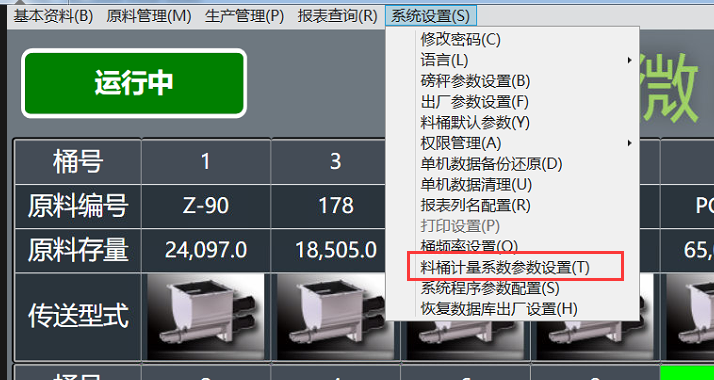 基本资料(B) 原料管理(M) 生产管理(P) 报表查询(R) 系统设置(S)
修改密码(C)
语言(L)
磅秤参数设置(B)
出厂参数设置(F)
料桶默认参数(Y)
权限管理(A)
单机数据备份还原(D)
单机数据清理(U)
报表列名配置(R)
打印设置(P)
桶频率设置(Q)
料桶计量系数参数设置(T)
系统程序参数配置(S)
恢复数据库出厂设置(H)
运行中
微
桶号 1 3
原料编号 Z-90 178 PC
原料存量 24,097.0 18,505.0 65,
传送型式